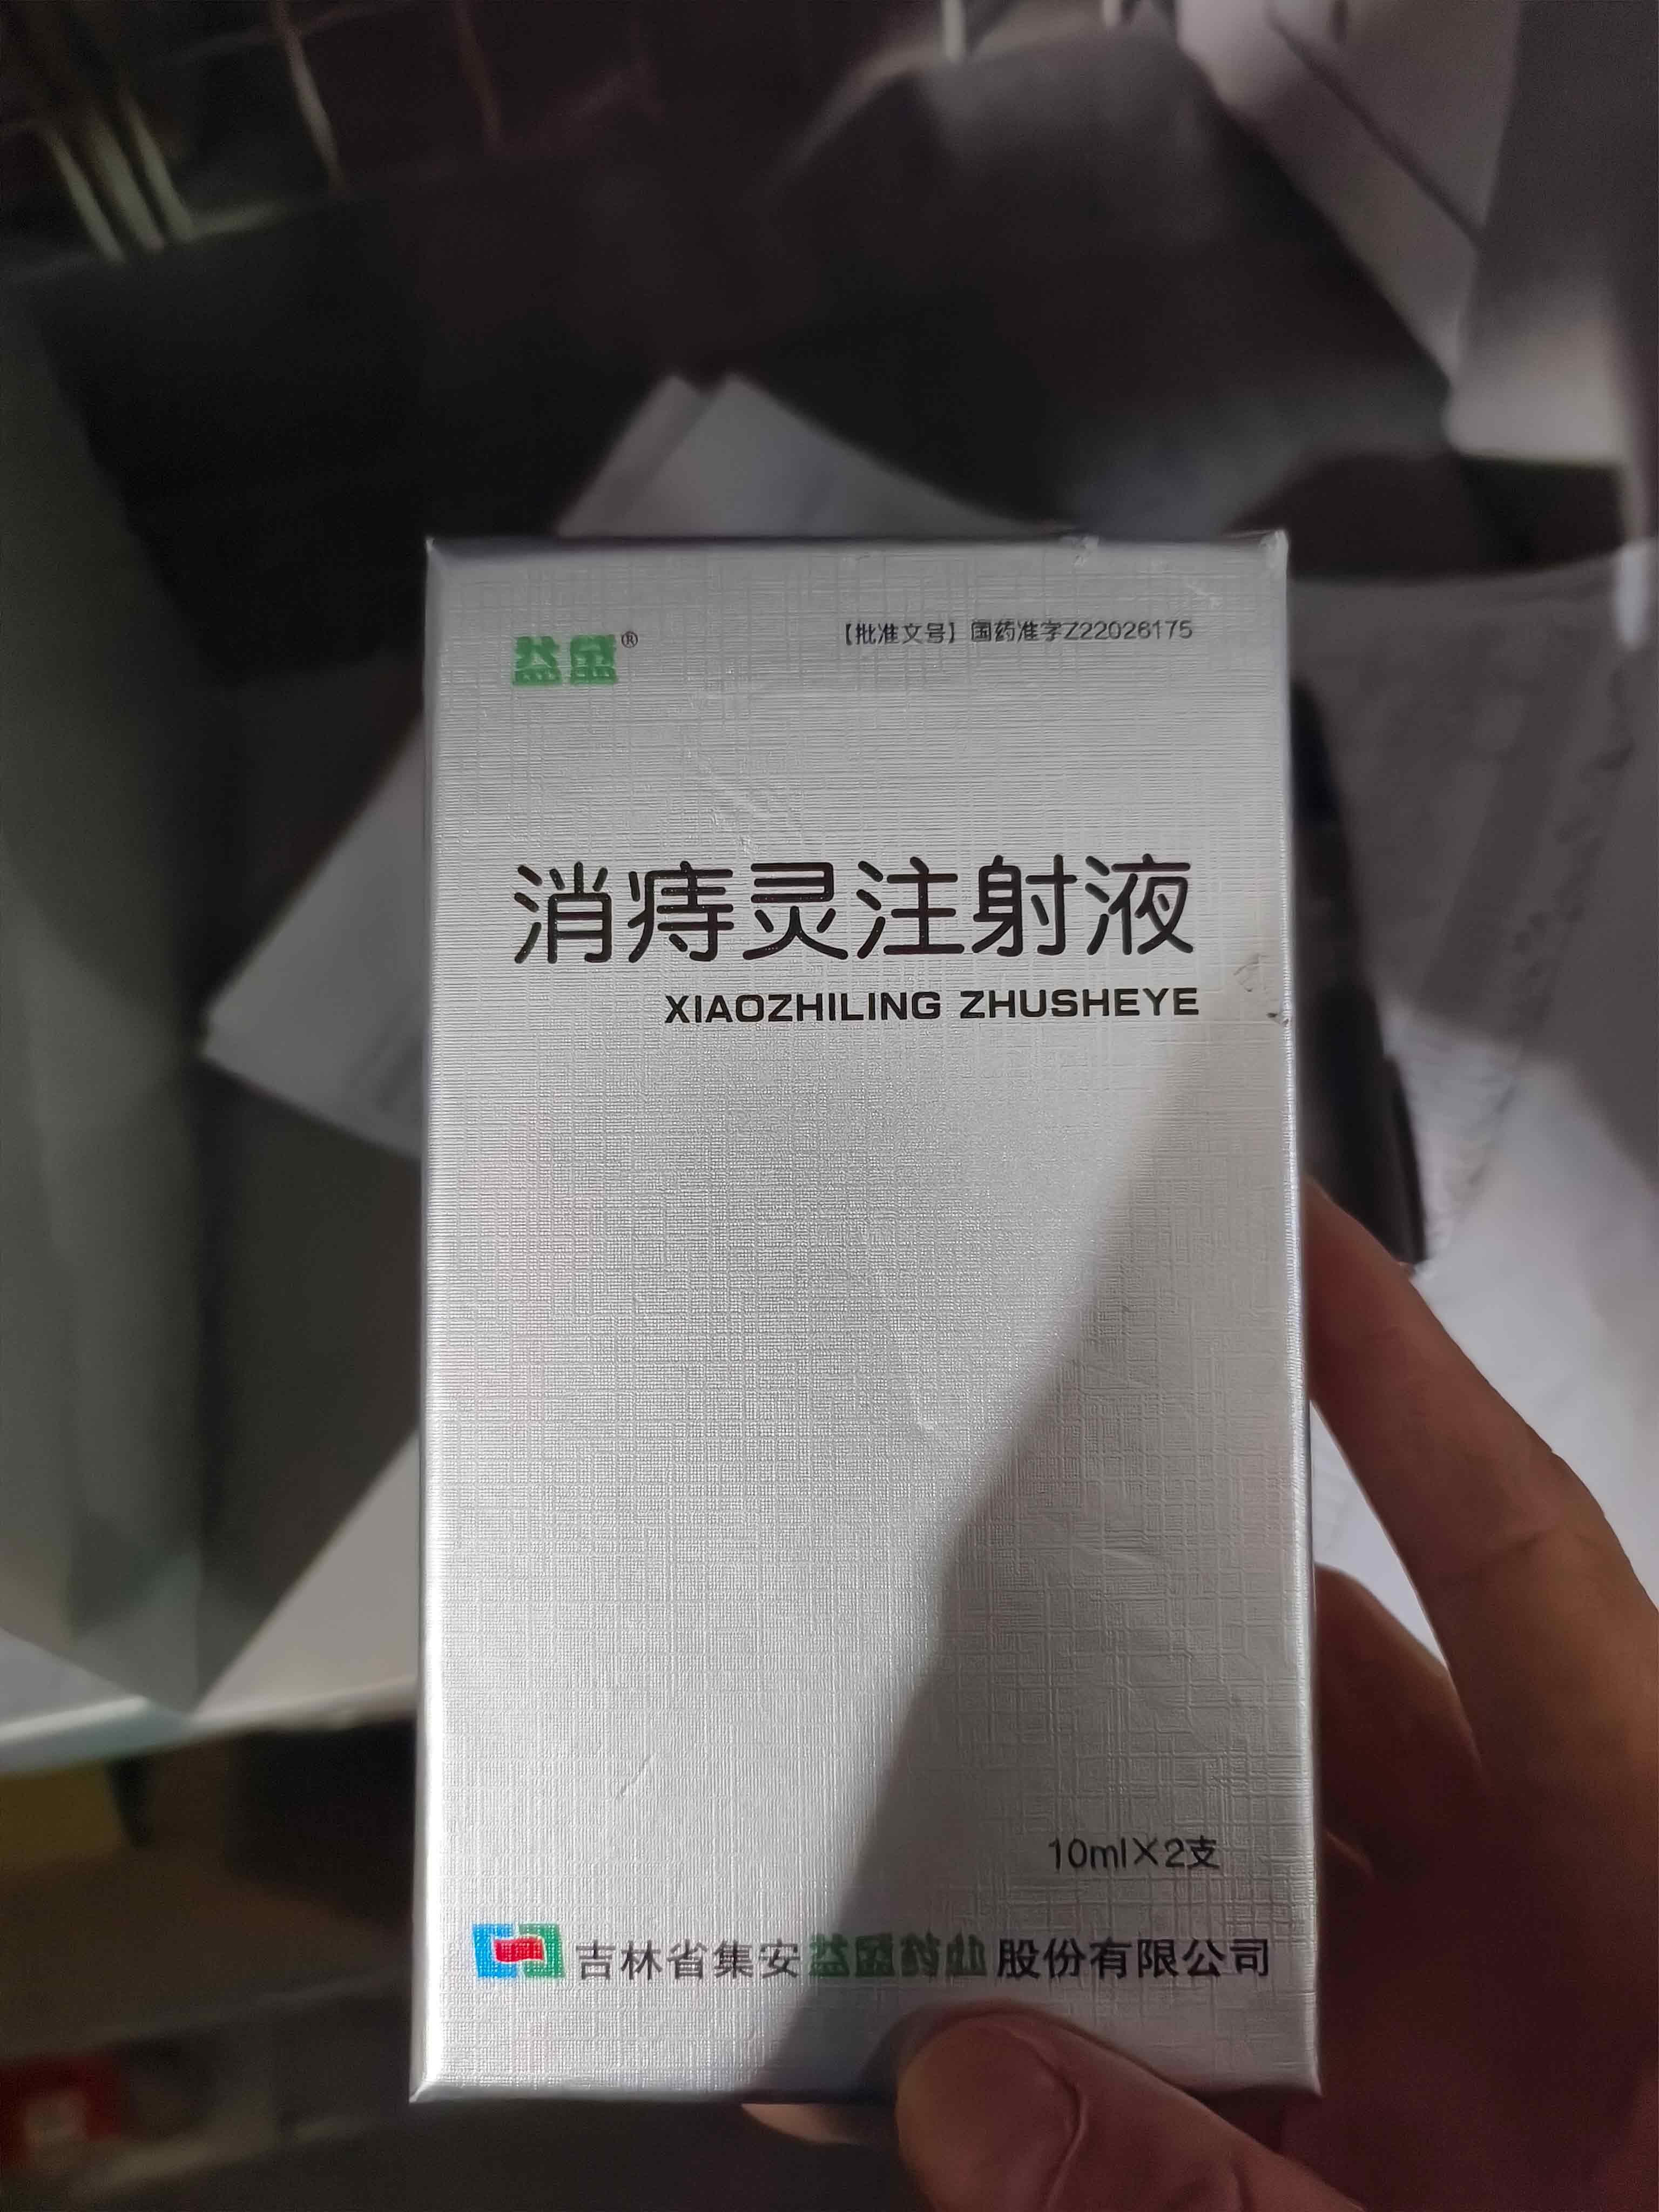 益盛®
【批准文号】国药准字Z22026175
消痔灵注射液
XIAOZHILING ZHUSHEYE
10ml×2支
吉林省集安益盛药业股份有限公司